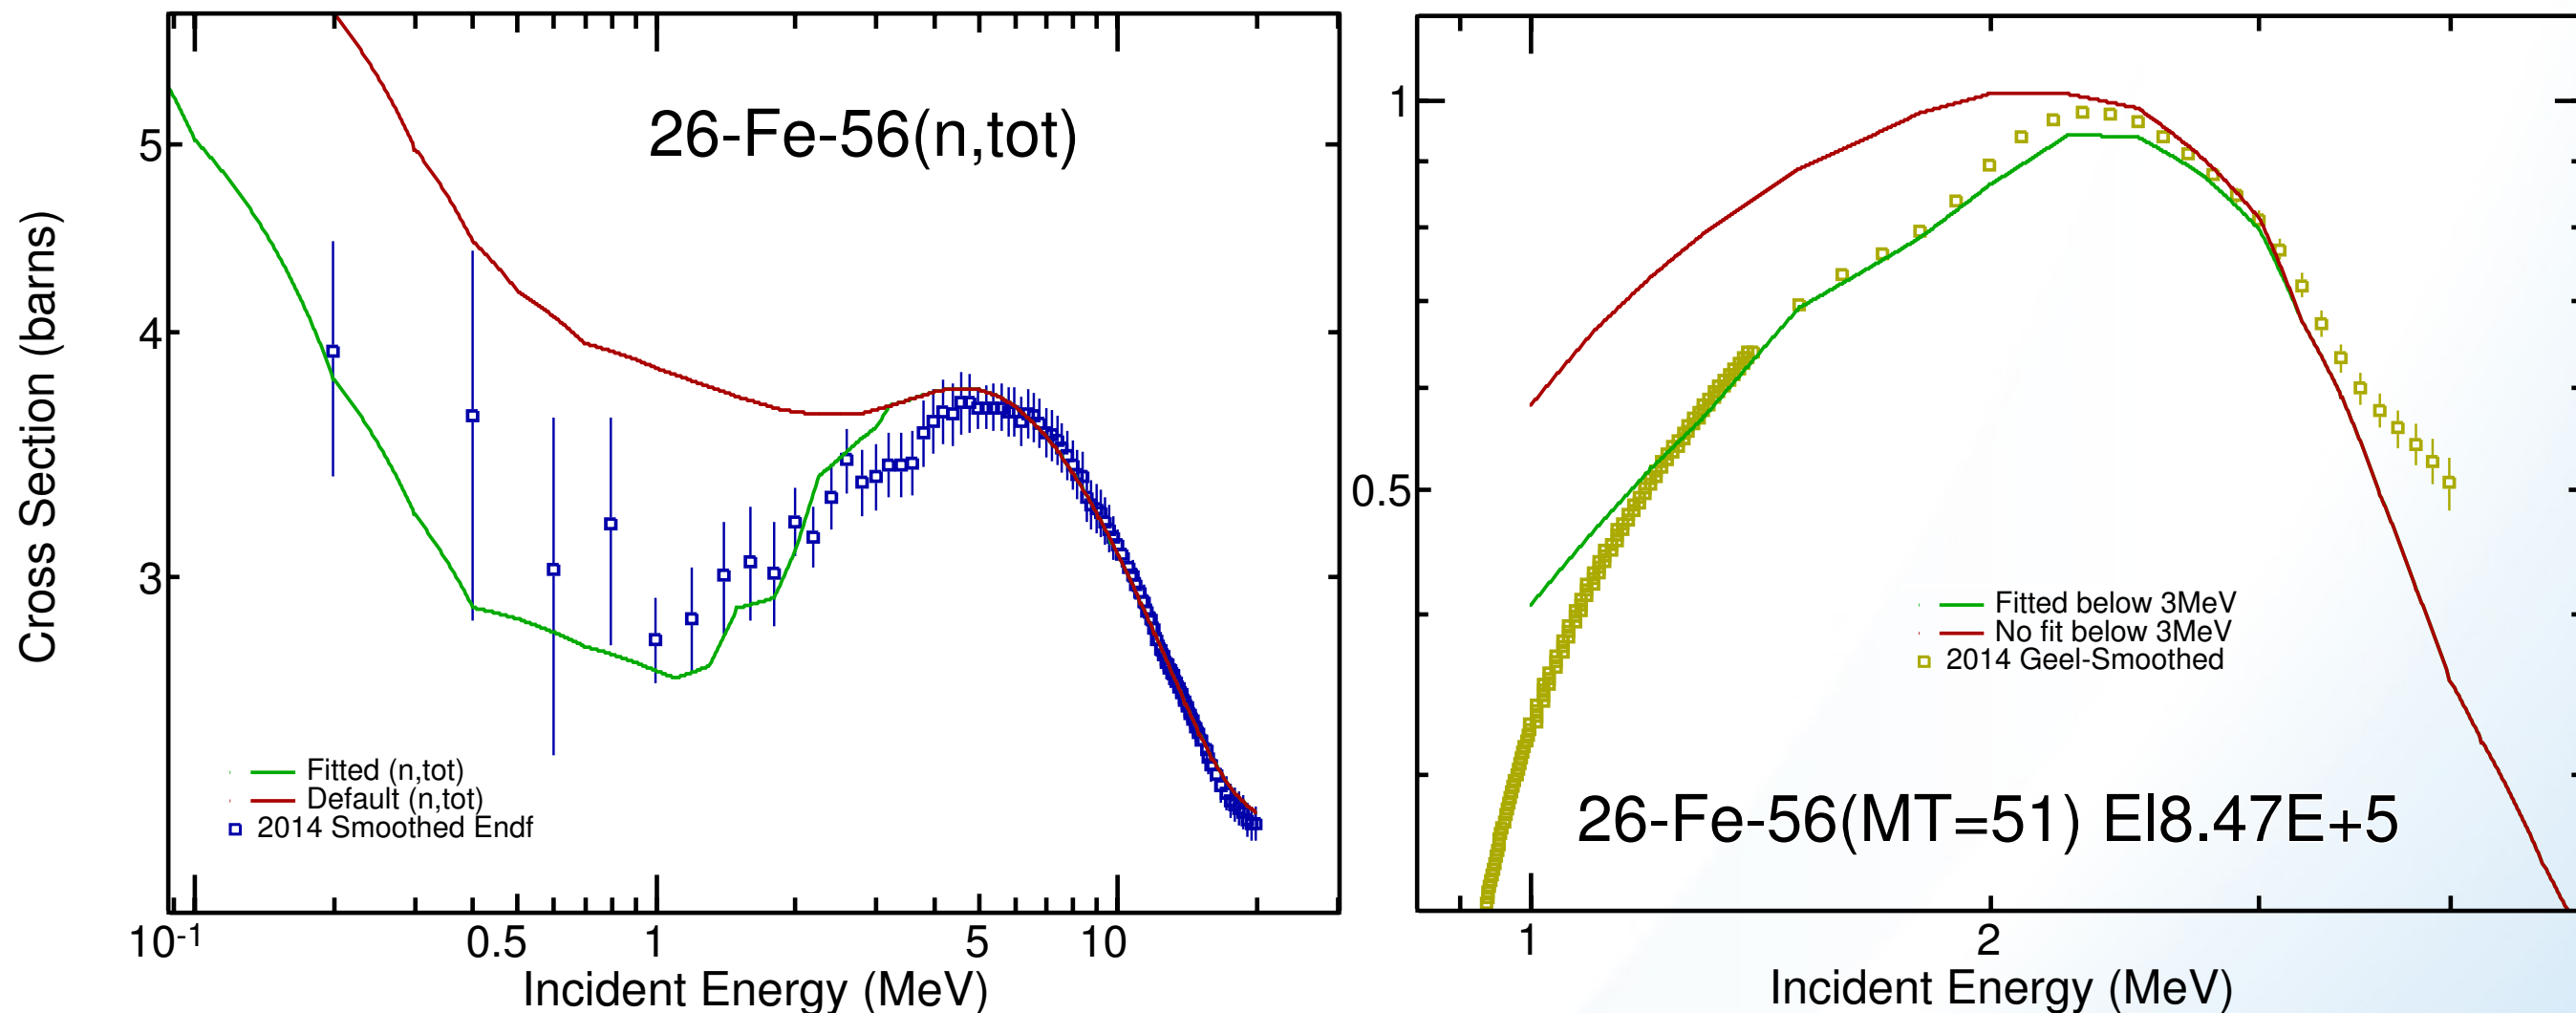 26-Fe-56(n,tot)
Cross Section (barns)
5
4
3
Fitted (n,tot)
Default (n,tot)
2014 Smoothed Endf
10-1
0.5
1
5
10
Incident Energy (MeV)
1
0.5
Fitted below 3MeV
No fit below 3MeV
2014 Geel-Smoothed
26-Fe-56(MT=51) El8.47E+5
1
2
Incident Energy (MeV)